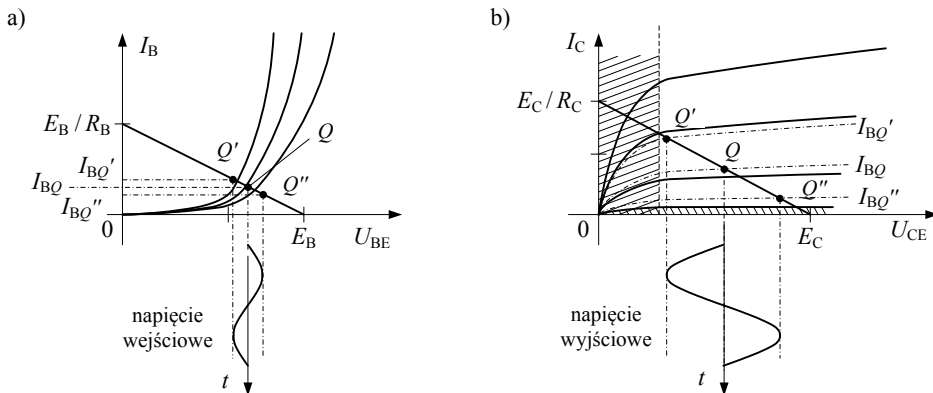 a)
I_B
E_B / R_B
Q'
Q
I_BQ'
I_BQ
Q''
I_BQ''
0
E_B
U_BE
napięcie
wejściowe
t
b)
I_C
E_C / R_C
Q'
I_BQ'
Q
I_BQ
Q''
I_BQ''
0
E_C
U_CE
napięcie
wyjściowe
t